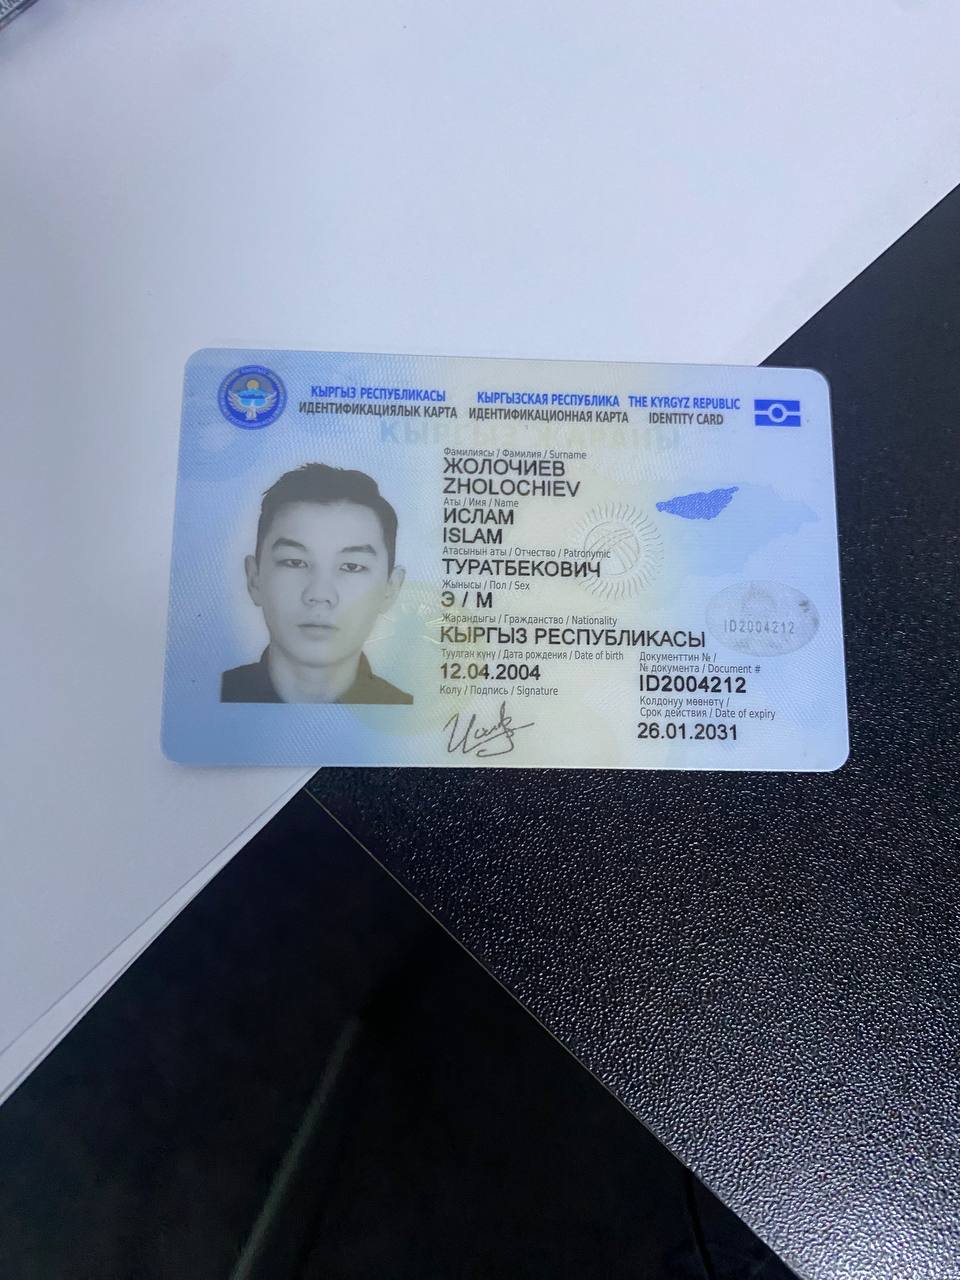 КЫРГЫЗ РЕСПУБЛИКАСЫ КЫРГЫЗСКАЯ РЕСПУБЛИКА THE KYRGYZ REPUBLIC
ИДЕНТИФИКАЦИЯЛЫК КАРТА ИДЕНТИФИКАЦИОННАЯ КАРТА IDENTITY CARD
КЫРГЫЗ ЖАРАНЫ
Фамилиясы / Фамилия / Surname
ЖОЛОЧИЕВ
ZHOLOCHIEV
Аты / Имя / Name
ИСЛАМ
ISLAM
Атасынын аты / Отчество / Patronymic
ТУРАТБЕКОВИЧ
Жынысы / Пол / Sex
Э / М
ID2004212
Жарандыгы / Гражданство / Nationality
КЫРГЫЗ РЕСПУБЛИКАСЫ
Туулган күнү / Дата рождения / Date of birth
12.04.2004
Документтин № /
№ документа / Document #
ID2004212
Колу / Подпись / Signature
Колдонуу мөөнөтү /
Срок действия / Date of expiry
26.01.2031